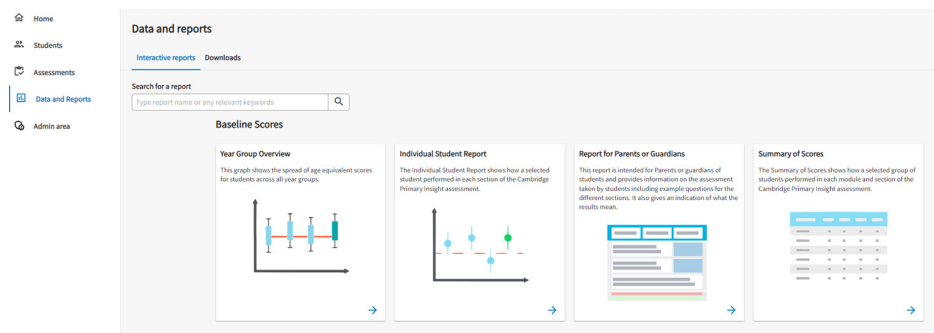 Home
Students
Assessments
Data and Reports
Admin area
Data and reports
Interactive reports Downloads
Search for a report
Type report name or any relevant keywords
Baseline Scores
Year Group Overview
This graph shows the spread of age equivalent scores
for students across all year groups.
Individual Student Report
The Individual Student Report shows how a selected
student performed in each section of the Cambridge
Primary Insight assessment.
Report for Parents or Guardians
This report is intended for Parents or guardians of
students and provides information on the assessment
taken by students including example questions for the
different sections. It also gives an indication of what the
results mean.
Summary of Scores
The Summary of Scores shows how a selected group of
students performed in each module and section of the
Cambridge Primary Insight assessment.